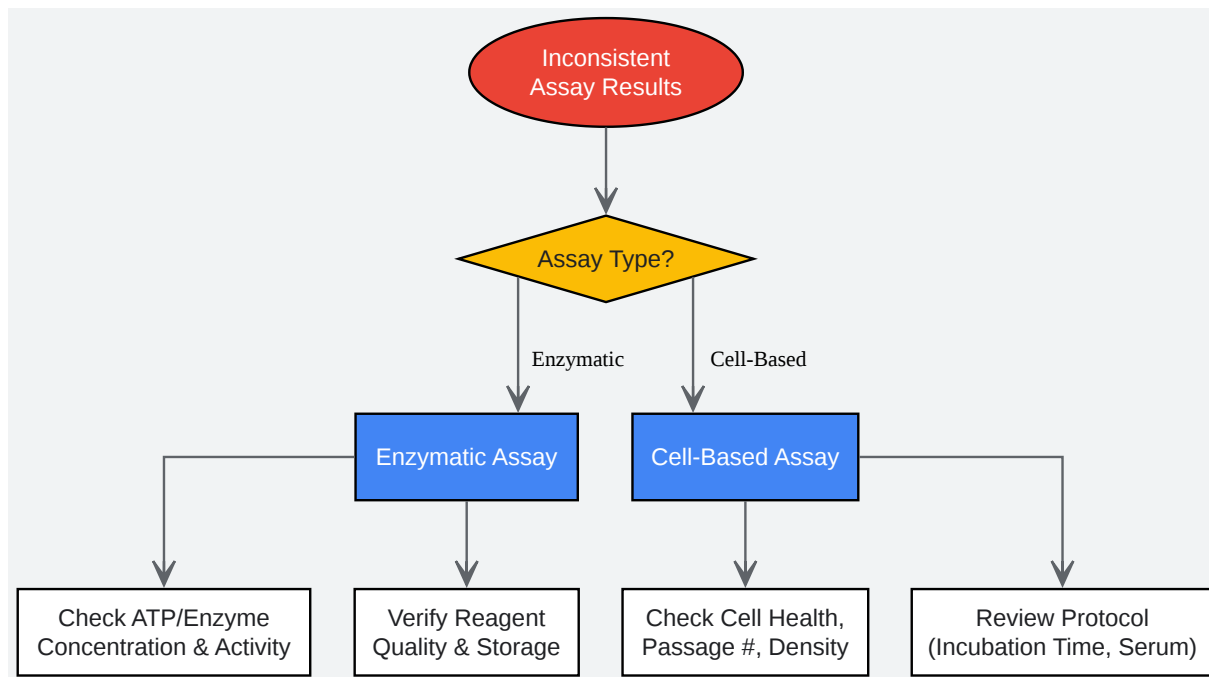 Inconsistent
Assay Results
Assay Type?
Enzymatic
Cell-Based
Enzymatic Assay
Cell-Based Assay
Check ATP/Enzyme
Concentration & Activity
Verify Reagent
Quality & Storage
Check Cell Health,
Passage #, Density
Review Protocol
(Incubation Time, Serum)